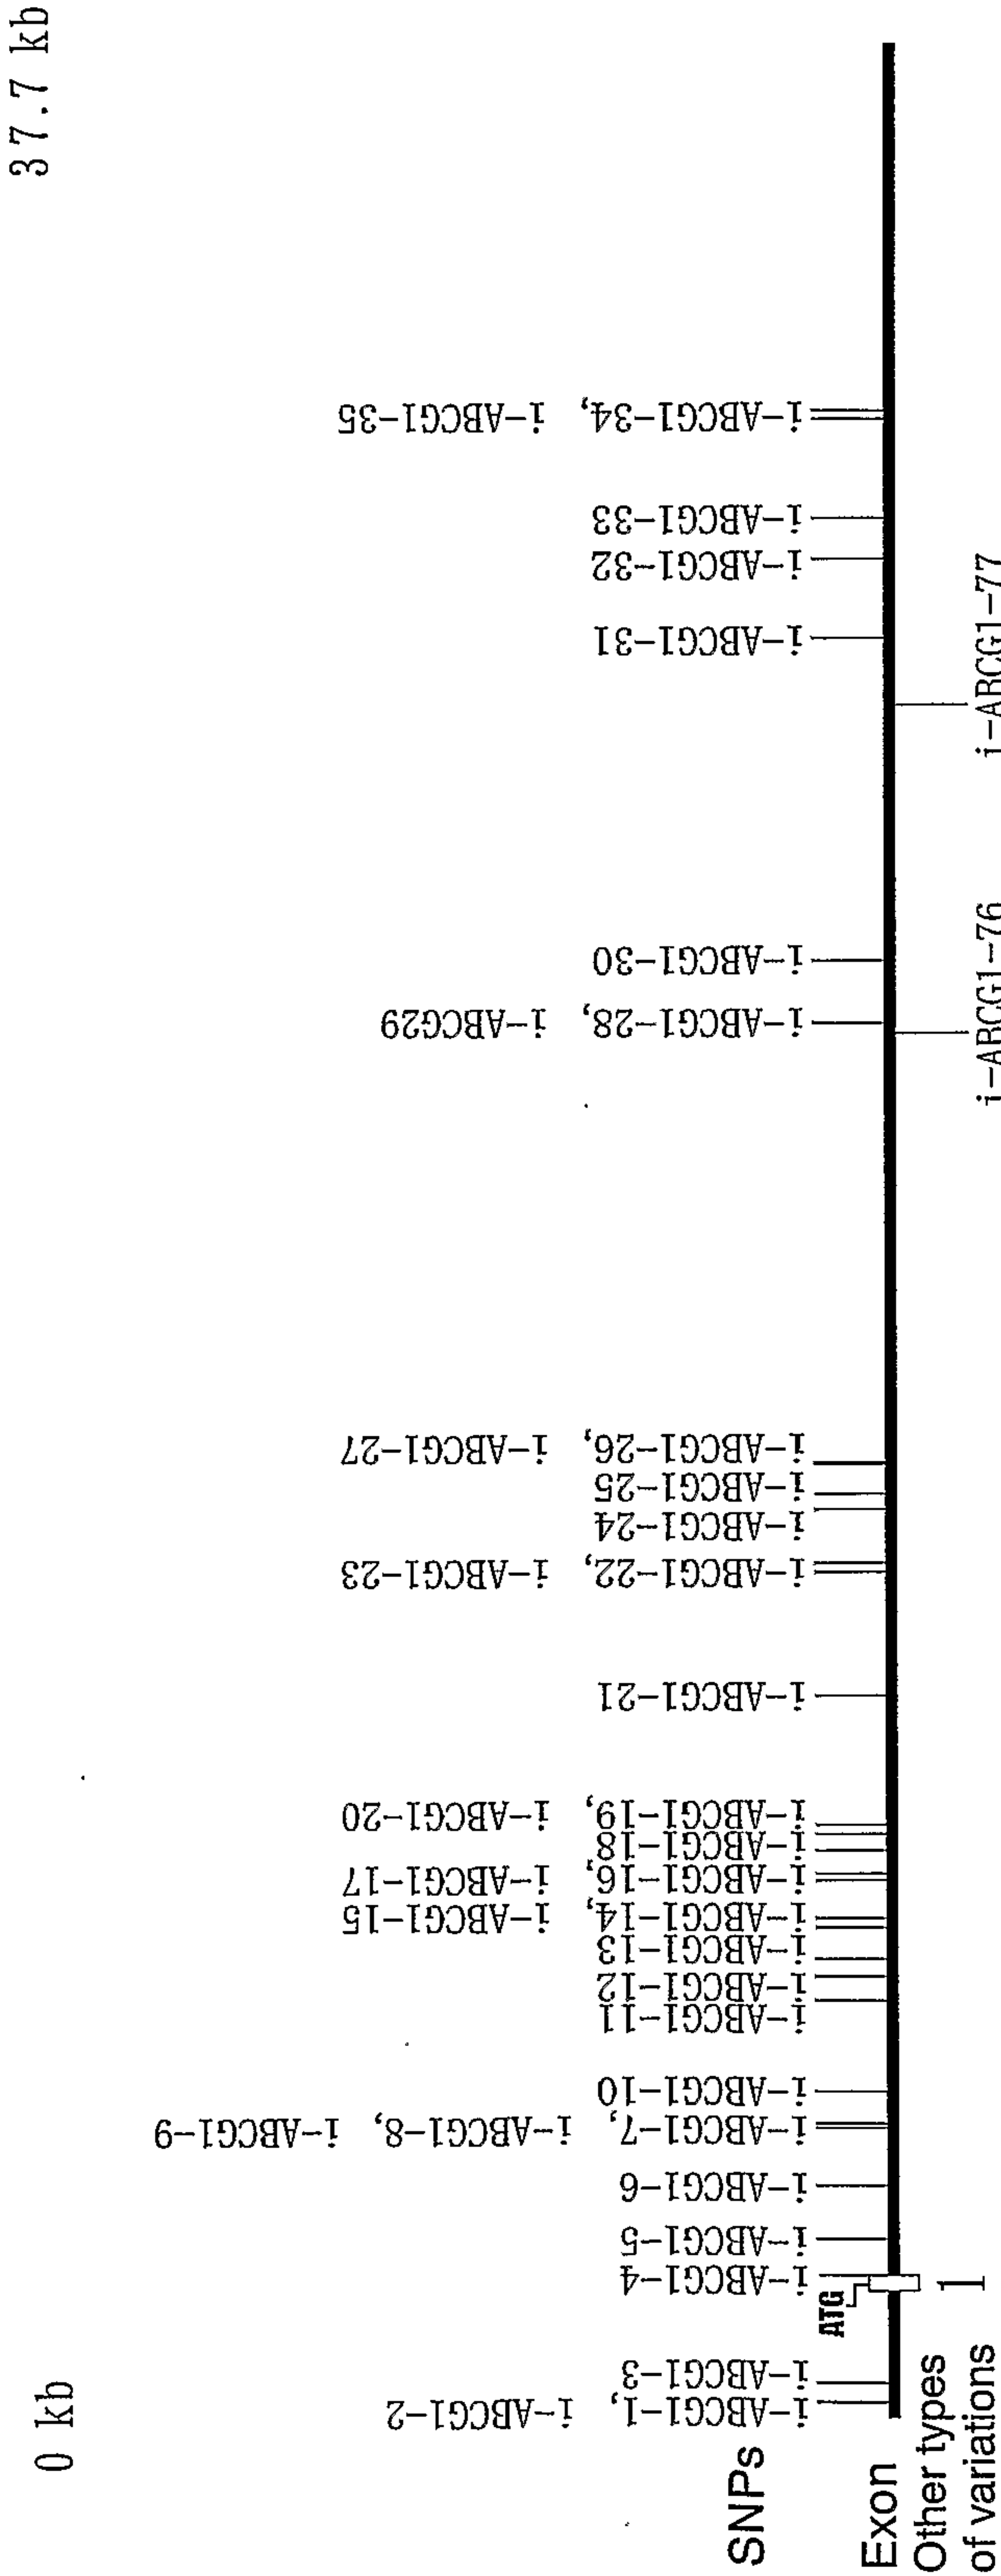 0 kb
37.7 kb
SNPs
i-ABCG1-1, i-ABCG1-2
i-ABCG1-3
i-ABCG1-4
i-ABCG1-5
i-ABCG1-6
i-ABCG1-7, i-ABCG1-8, i-ABCG1-9
i-ABCG1-10
i-ABCG1-11
i-ABCG1-12
i-ABCG1-13
i-ABCG1-14, i-ABCG1-15
i-ABCG1-16, i-ABCG1-17
i-ABCG1-18
i-ABCG1-19, i-ABCG1-20
i-ABCG1-21
i-ABCG1-22, i-ABCG1-23
i-ABCG1-24
i-ABCG1-25
i-ABCG1-26, i-ABCG1-27
i-ABCG1-28, i-ABCG29
i-ABCG1-30
i-ABCG1-31
i-ABCG1-32
i-ABCG1-33
i-ABCG1-34, i-ABCG1-35
ATG
Exon
1
Other types
of variations
i-ABCG1-76
i-ABCG1-77